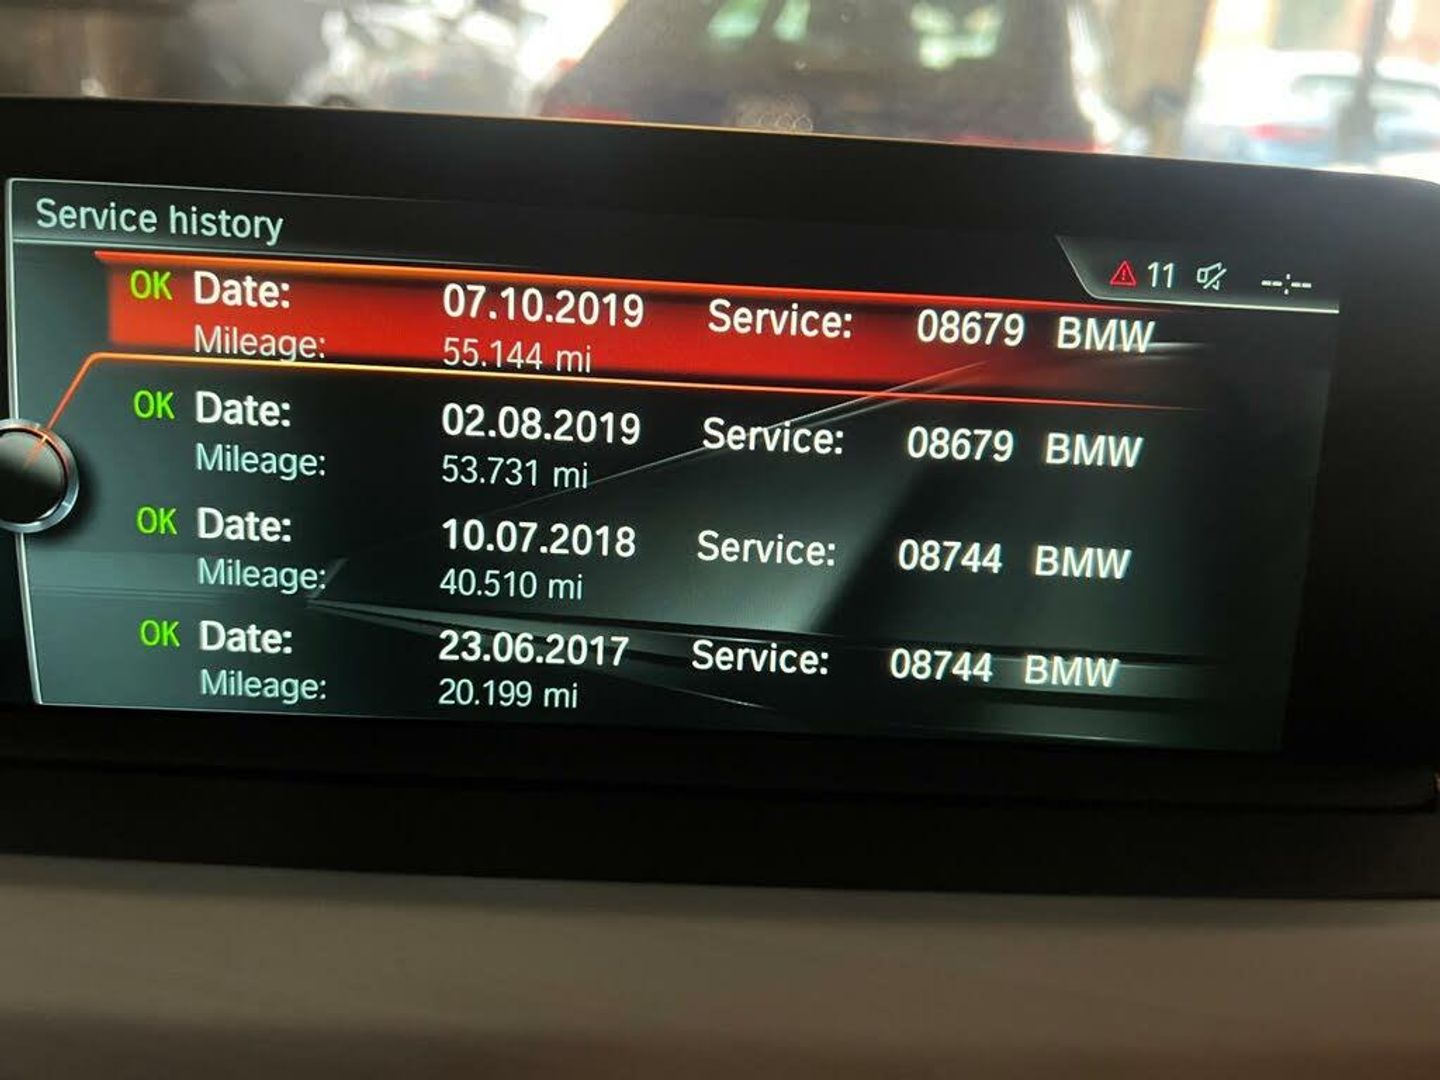 Service history
11 --:--
OK Date: 07.10.2019 Service: 08679 BMW
Mileage: 55.144 mi
OK Date: 02.08.2019 Service: 08679 BMW
Mileage: 53.731 mi
OK Date: 10.07.2018 Service: 08744 BMW
Mileage: 40.510 mi
OK Date: 23.06.2017 Service: 08744 BMW
Mileage: 20.199 mi